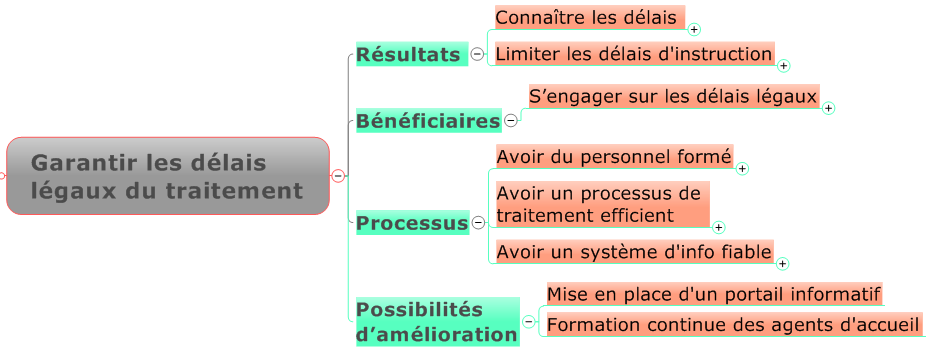 Garantir les délais
légaux du traitement
Résultats
Connaître les délais
Limiter les délais d'instruction
Bénéficiaires
S’engager sur les délais légaux
Processus
Avoir du personnel formé
Avoir un processus de
traitement efficient
Avoir un système d'info fiable
Possibilités
d’amélioration
Mise en place d'un portail informatif
Formation continue des agents d'accueil